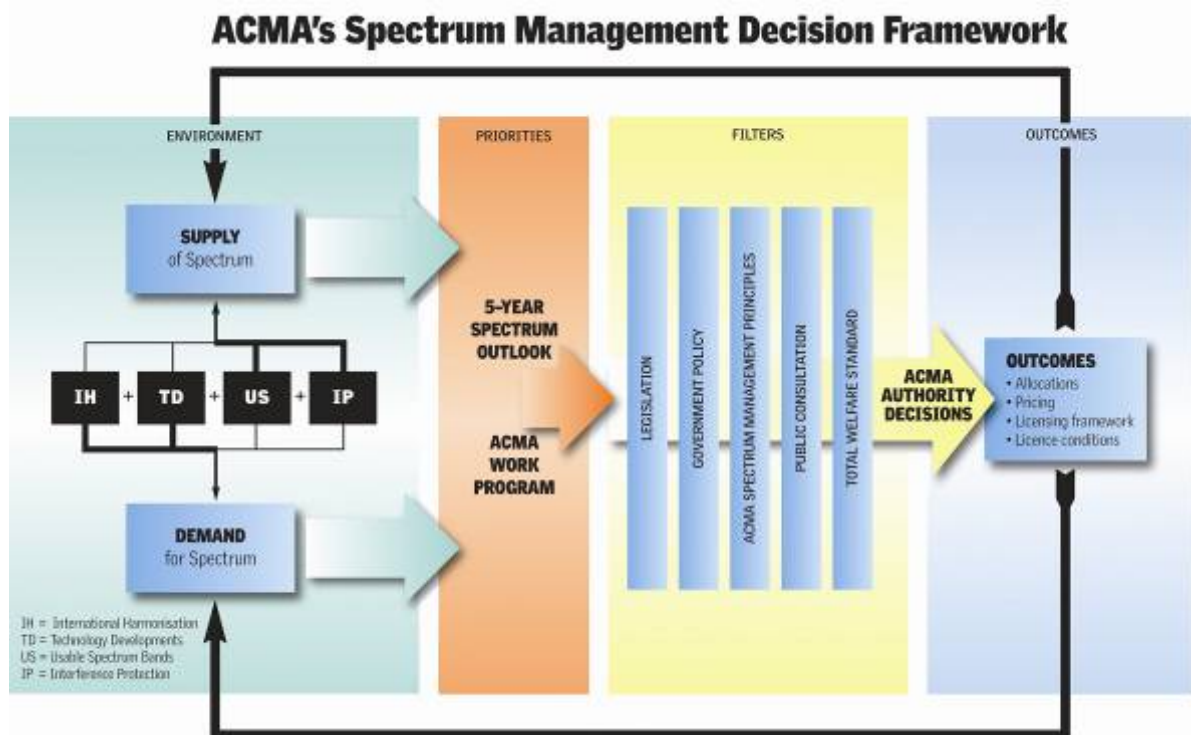 ACMA's Spectrum Management Decision Framework
ENVIRONMENT
PRIORITIES
FILTERS
OUTCOMES
SUPPLY
of Spectrum
IH + TD + US + IP
DEMAND
for Spectrum
IH = International Harmonisation
TD = Technology Developments
US = Usable Spectrum Bands
IP = Interference Protection
5-YEAR
SPECTRUM
OUTLOOK
ACMA
WORK
PROGRAM
LEGISLATION
GOVERNMENT POLICY
ACMA SPECTRUM MANAGEMENT PRINCIPLES
PUBLIC CONSULTATION
TOTAL WELFARE STANDARD
ACMA
AUTHORITY
DECISIONS
OUTCOMES
• Allocations
• Pricing
• Licensing framework
• Licence conditions